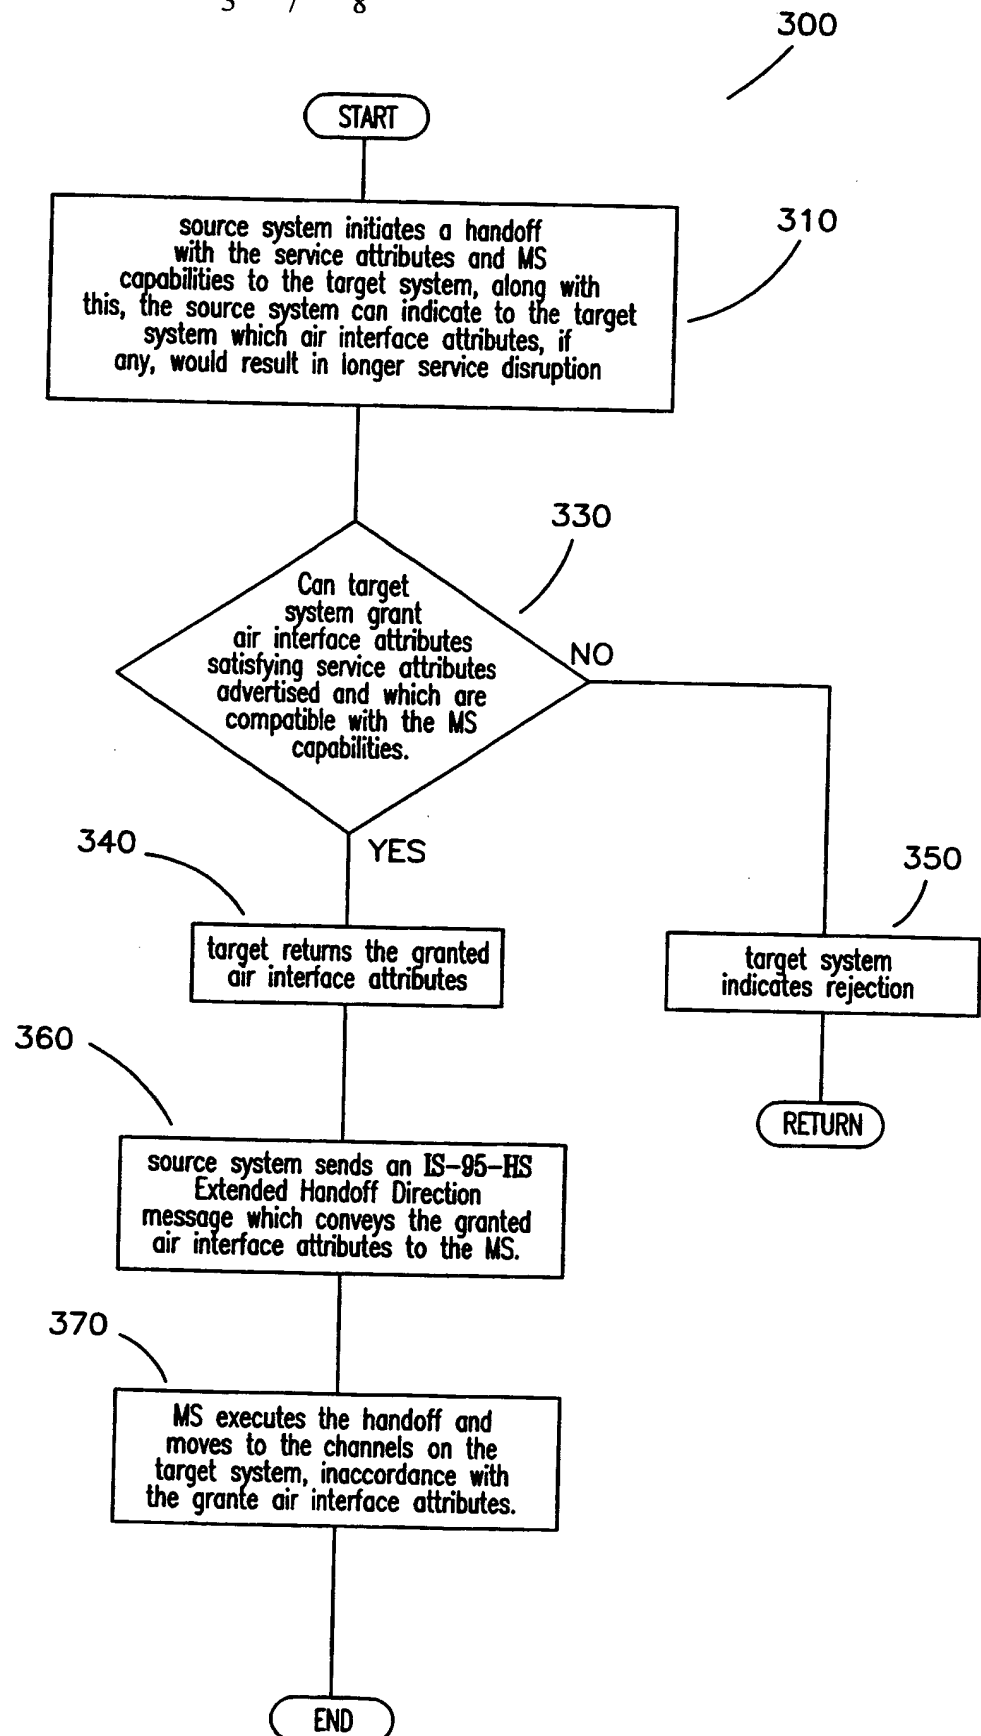 300
START
310
source system initiates a handoff
with the service attributes and MS
capabilities to the target system, along with
this, the source system can indicate to the target
system which air interface attributes, if
any, would result in longer service disruption
330
Can target
system grant
air interface attributes
satisfying service attributes
advertised and which are
compatible with the MS
capabilities.
NO
YES
340
target returns the granted
air interface attributes
350
target system
indicates rejection
RETURN
360
source system sends an IS-95-HS
Extended Handoff Direction
message which conveys the granted
air interface attributes to the MS.
370
MS executes the handoff and
moves to the channels on the
target system, inaccordance with
the grante air interface attributes.
END